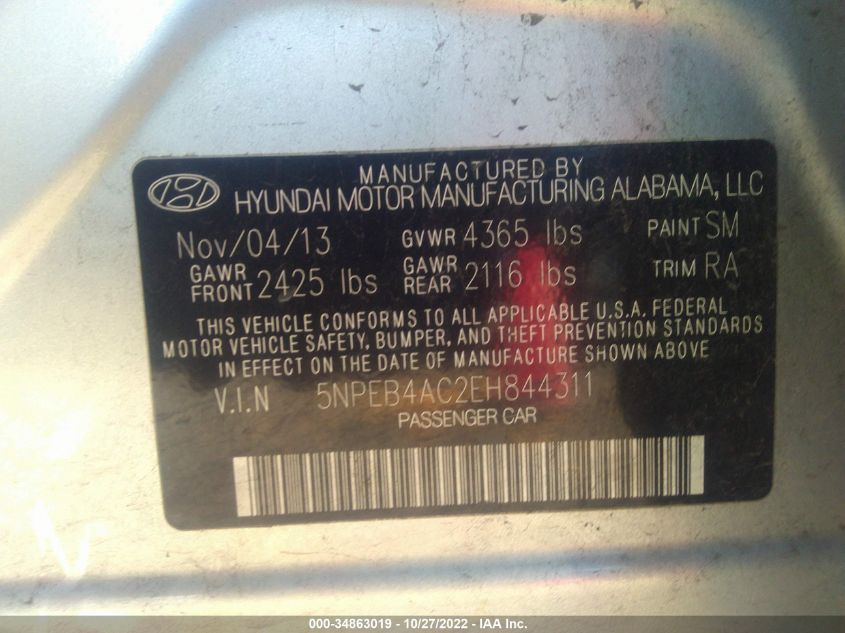 MANUFACTURED BY
HYUNDAI MOTOR MANUFACTURING ALABAMA, LLC
Nov/04/13 GVWR 4365 lbs PAINT SM
GAWR FRONT 2425 lbs GAWR REAR 2116 lbs TRIM RA
THIS VEHICLE CONFORMS TO ALL APPLICABLE U.S.A. FEDERAL
MOTOR VEHICLE SAFETY, BUMPER, AND THEFT PREVENTION STANDARDS
IN EFFECT ON THE DATE OF MANUFACTURE SHOWN ABOVE
V.I.N 5NPEB4AC2EH844311
PASSENGER CAR
000-34863019 - 10/27/2022 - IAA Inc.